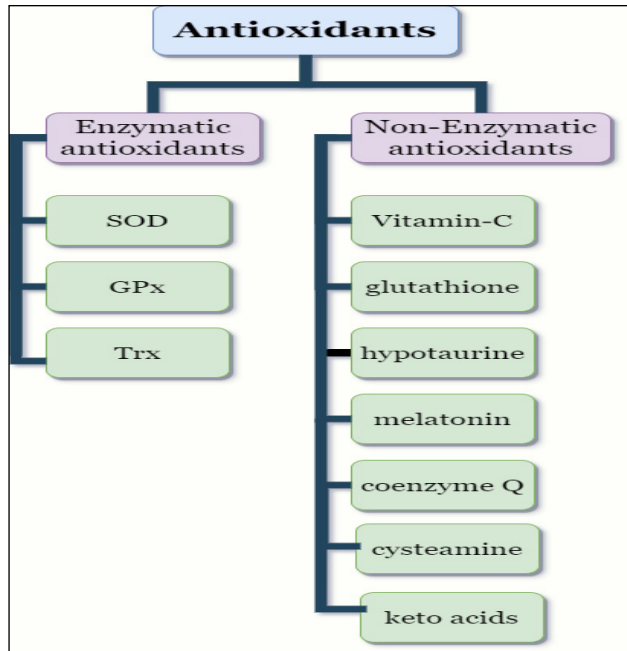 Antioxidants
Enzymatic
antioxidants
SOD
GPx
Trx
Non-Enzymatic
antioxidants
Vitamin-C
glutathione
hypotaurine
melatonin
coenzyme Q
cysteamine
keto acids